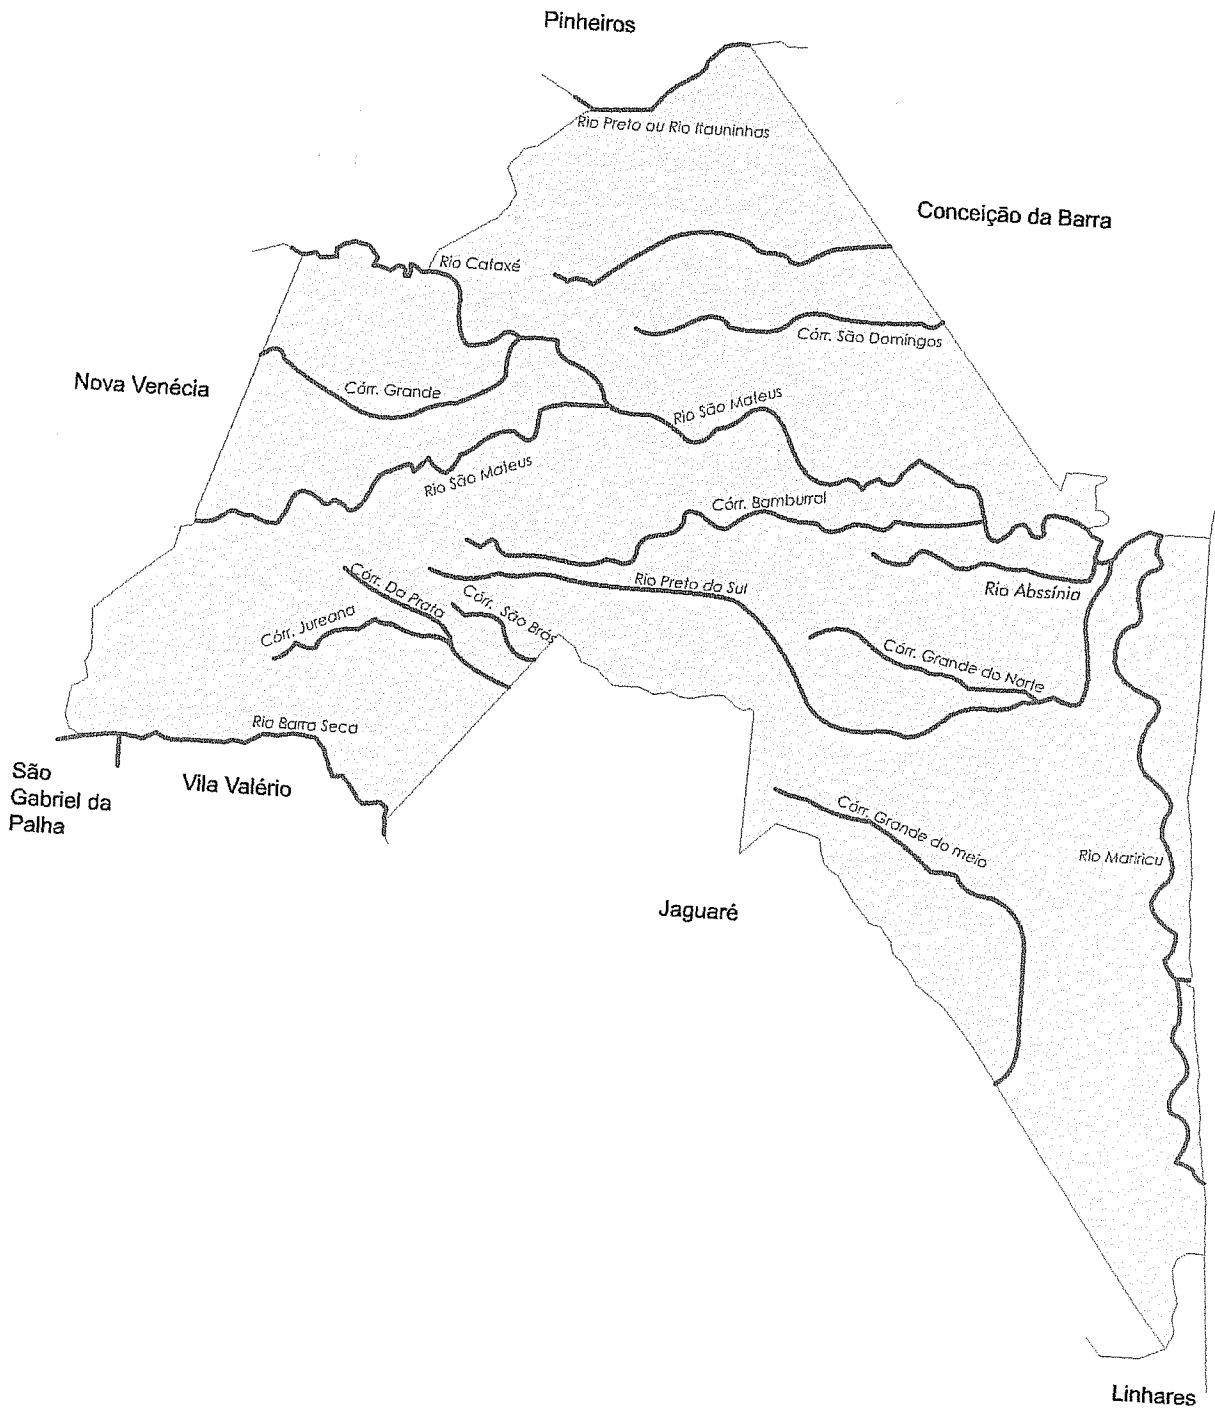 Pinheiros
Rio Preto ou Rio Itauninhas
Conceição da Barra
Rio Cataxé
Córr. São Domingos
Nova Venécia
Córr. Grande
Rio São Mateus
Rio São Mateus
Córr. Bamburral
Córr. Da Prata
Rio Preto do Sul
Rio Abssínia
Córr. São Brás
Córr. Jureana
Córr. Grande do Norte
Rio Barra Seca
São
Gabriel da
Palha
Vila Valério
Córr. Grande do meio
Rio Mariricu
Jaguaré
Linhares